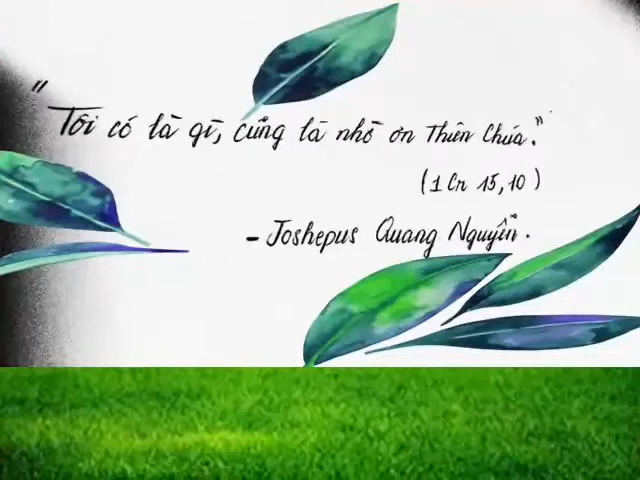 "Tôi có là gì, cũng là nhờ ơn Thiên Chúa."
(1 Cr 15,10)
- Joshepus Quang Nguyễn.